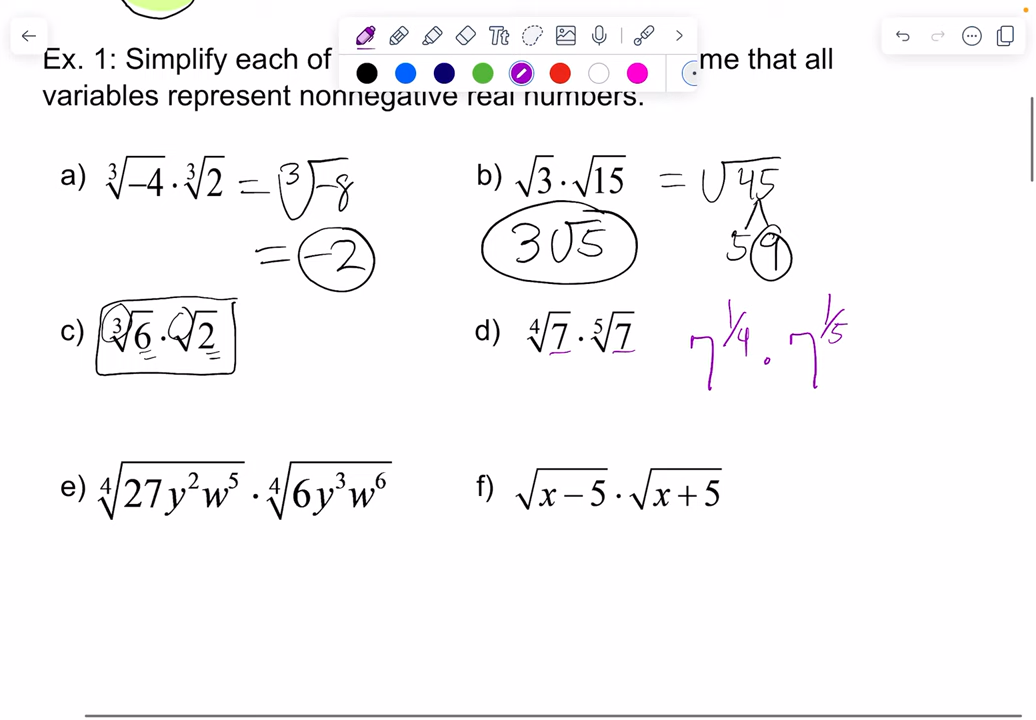 Ex. 1: Simplify each of me that all
variables represent nonnegative real numbers.
Tt
a) ∛-4 · ∛2 = ∛-8
= -2
b) √3 · √15 = √45
5 9
3√5
c) ∛6 · √2
d) ∜7 · ⁵√7 7^1/4 · 7^1/5
e) ∜27y²w⁵ · ∜6y³w⁶
f) √x – 5 · √x + 5